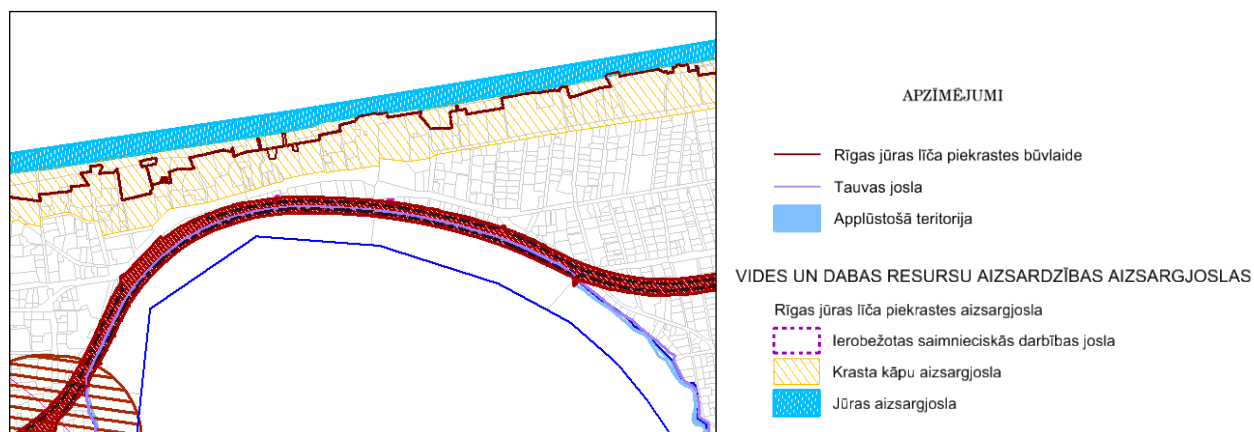 APZĪMĒJUMI
Rīgas jūras līča piekrastes būvlaide
Tauvas josla
Applūstošā teritorija
VIDES UN DABAS RESURSU AIZSARDZĪBAS AIZSARGJOSLAS
Rīgas jūras līča piekrastes aizsargjosla
Ierobežotas saimnieciskās darbības josla
Krasta kāpu aizsargjosla
Jūras aizsargjosla